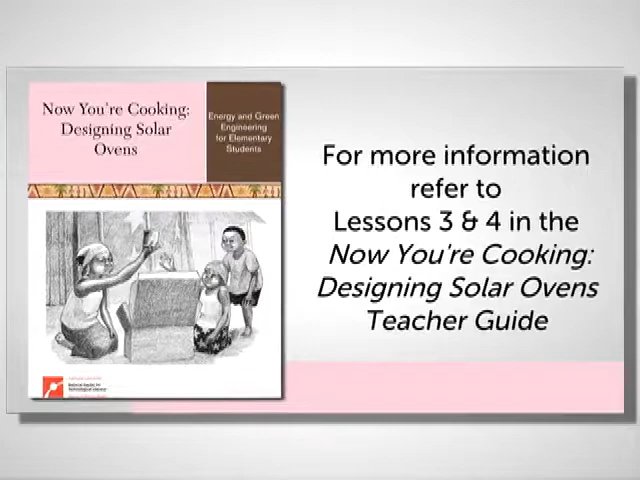 Now You're Cooking:
Designing Solar
Ovens
Energy and Green
Engineering
for Elementary
Students
For more information
refer to
Lessons 3 & 4 in the
Now You're Cooking:
Designing Solar Ovens
Teacher Guide